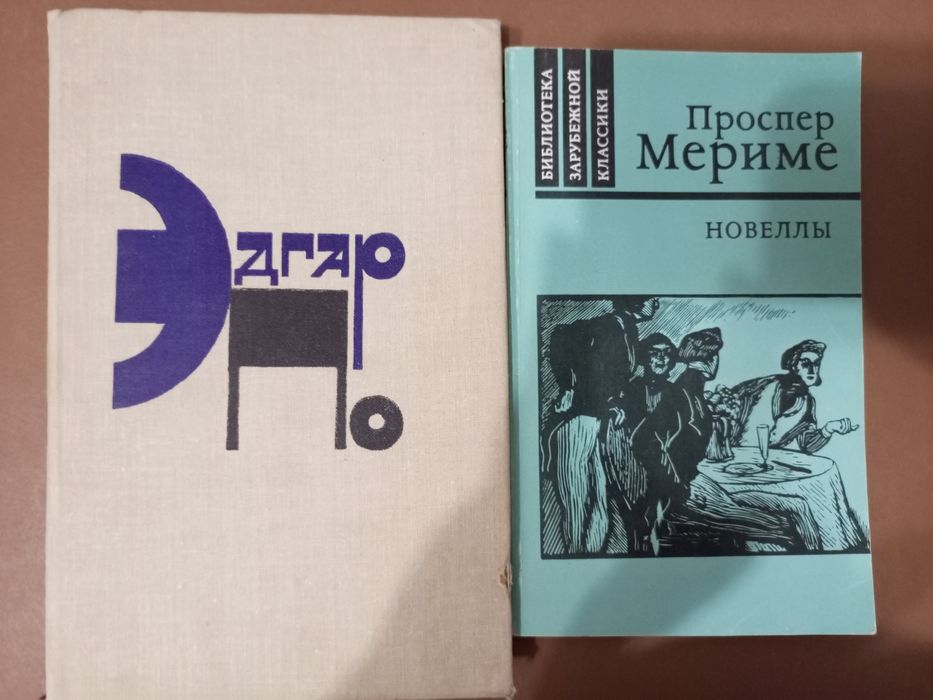 Эдгар
По
БИБЛИОТЕКА
ЗАРУБЕЖНОЙ
КЛАССИКИ
Проспер
Мериме
НОВЕЛЛЫ